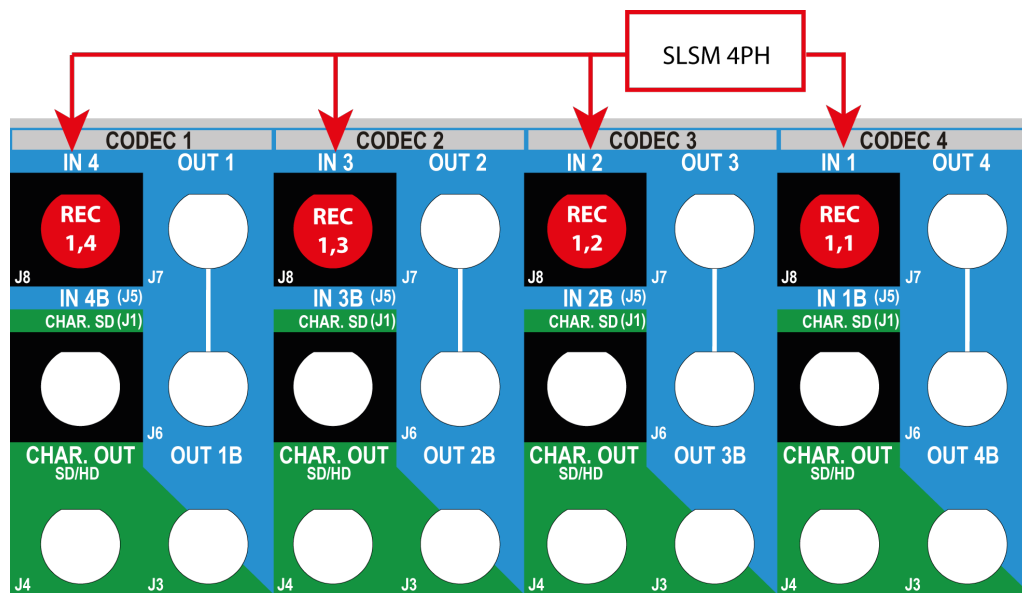 SLSM 4PH
CODEC 1 CODEC 2 CODEC 3 CODEC 4
IN 4 OUT 1 IN 3 OUT 2 IN 2 OUT 3 IN 1 OUT 4
REC REC REC REC
1,4 1,3 1,2 1,1
J8 J7 J8 J7 J8 J7 J8 J7
IN 4B (J5) IN 3B (J5) IN 2B (J5) IN 1B (J5)
CHAR. SD (J1) CHAR. SD (J1) CHAR. SD (J1) CHAR. SD (J1)
J6 J6 J6 J6
CHAR. OUT OUT 1B CHAR. OUT OUT 2B CHAR. OUT OUT 3B CHAR. OUT OUT 4B
SD/HD SD/HD SD/HD SD/HD
J4 J3 J4 J3 J4 J3 J4 J3